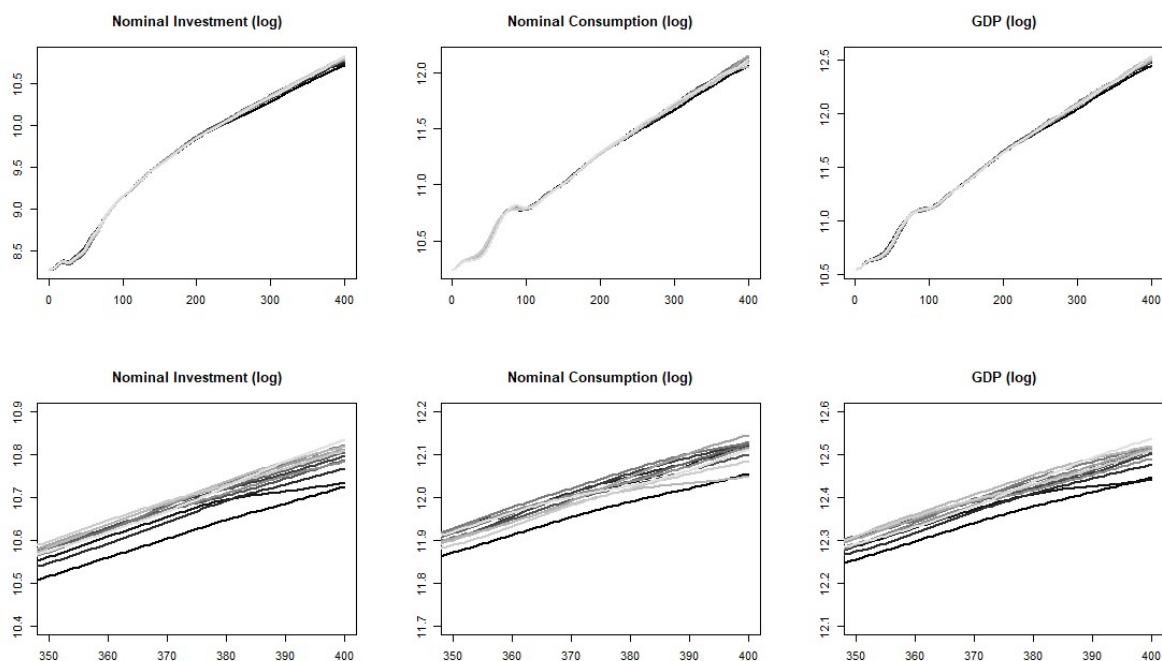 Nominal Investment (log)
Nominal Consumption (log)
GDP (log)
10.5
10.0
9.5
9.0
8.5
0 100 200 300 400
12.0
11.5
11.0
10.5
0 100 200 300 400
12.5
12.0
11.5
11.0
10.5
0 100 200 300 400
Nominal Investment (log)
Nominal Consumption (log)
GDP (log)
10.9
10.8
10.7
10.6
10.5
10.4
350 360 370 380 390 400
12.2
12.1
12.0
11.9
11.8
11.7
350 360 370 380 390 400
12.6
12.5
12.4
12.3
12.2
12.1
350 360 370 380 390 400